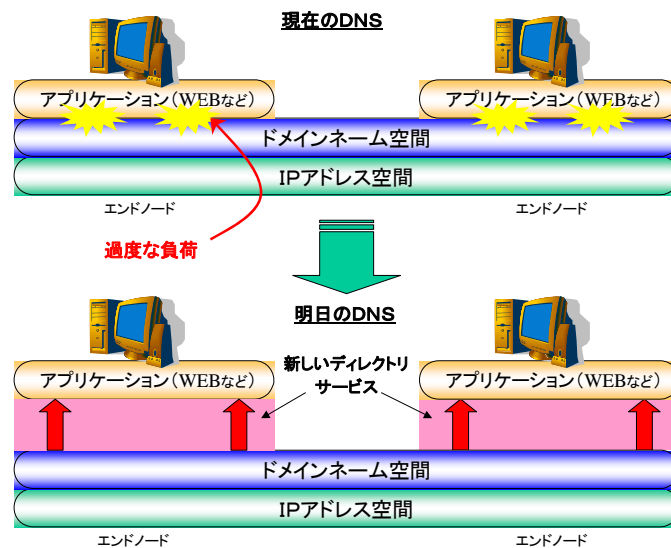 現在のDNS
アプリケーション（WEBなど）
アプリケーション（WEBなど）
ドメインネーム空間
IPアドレス空間
エンドノード
エンドノード
過度な負荷
明日のDNS
新しいディレクトリ
サービス
アプリケーション（WEBなど）
アプリケーション（WEBなど）
ドメインネーム空間
IPアドレス空間
エンドノード
エンドノード